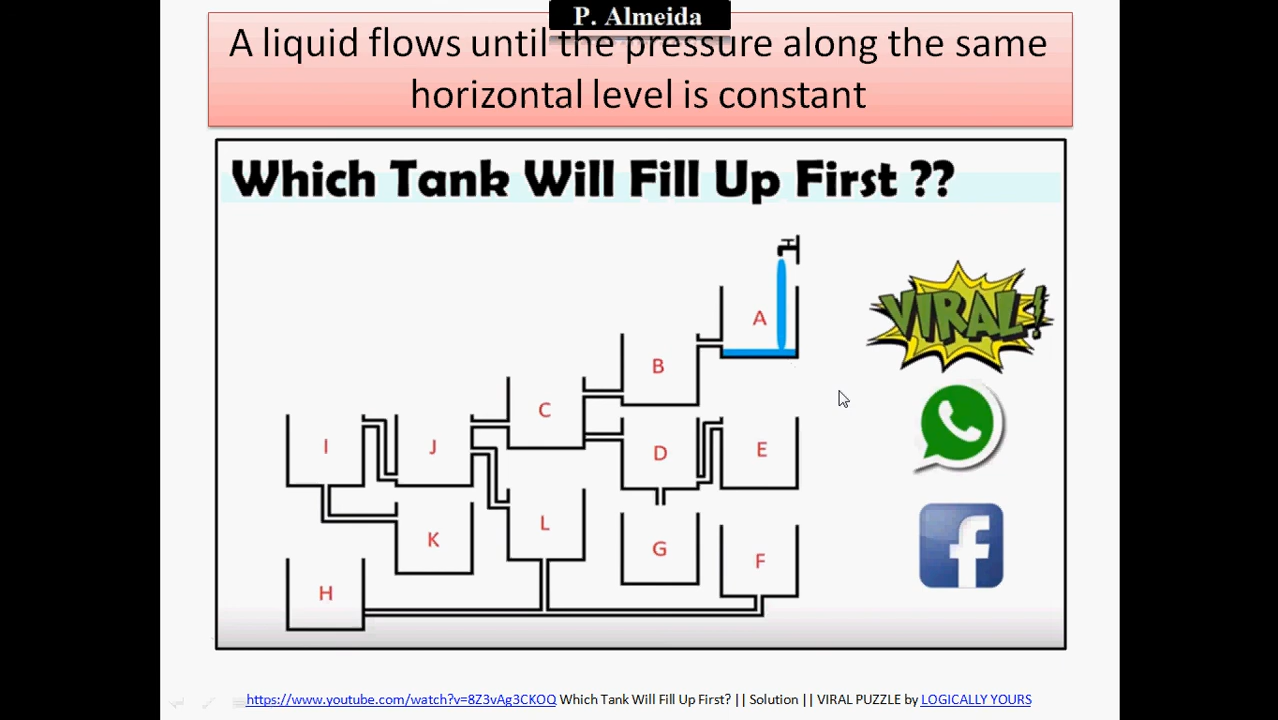 P. Almeida
A liquid flows until the pressure along the same
horizontal level is constant
Which Tank Will Fill Up First ??
A
VIRAL!
B
C
I
J
D
E
L
K
G
F
H
https://www.youtube.com/watch?v=8Z3vAg3CKOQ Which Tank Will Fill Up First? || Solution || VIRAL PUZZLE by LOGICALLY YOURS